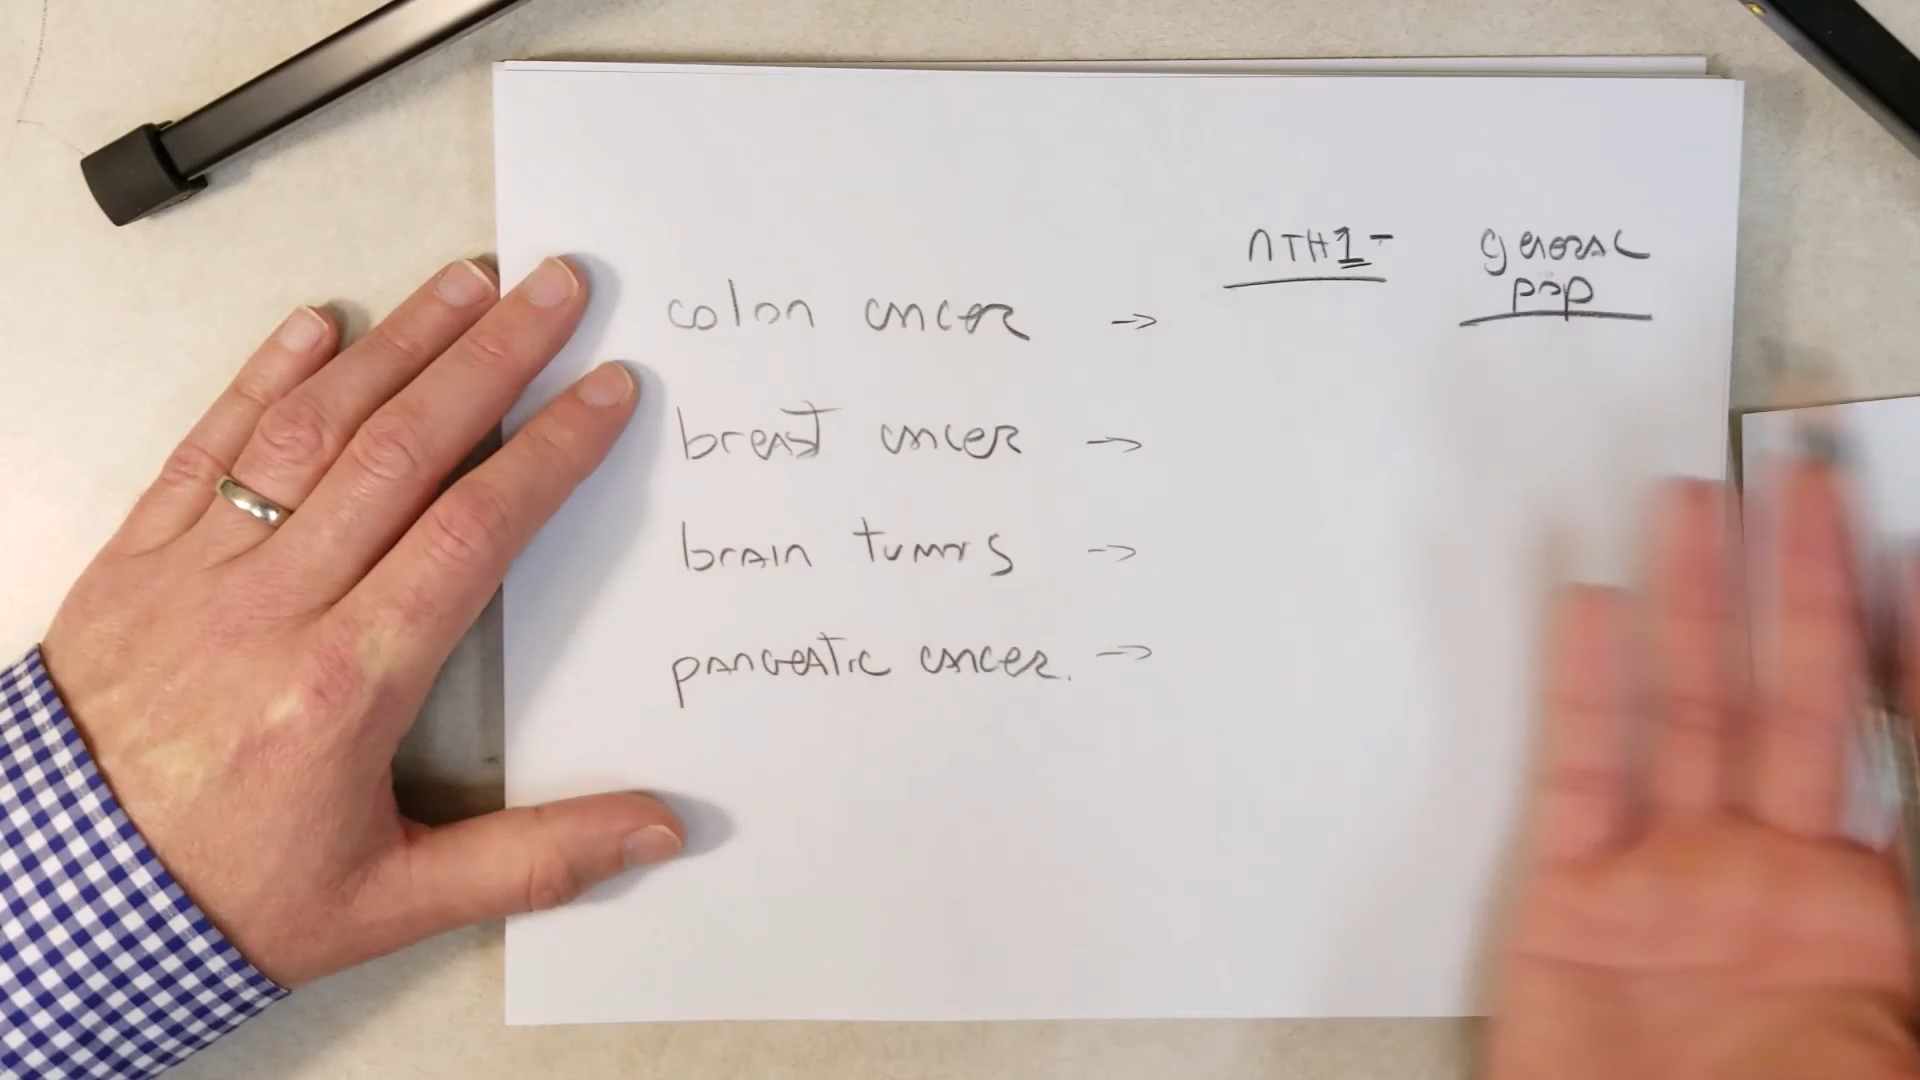 NTH1- general
pop
colon cancer →
breast cancer →
brain tumors →
pancreatic cancer. →